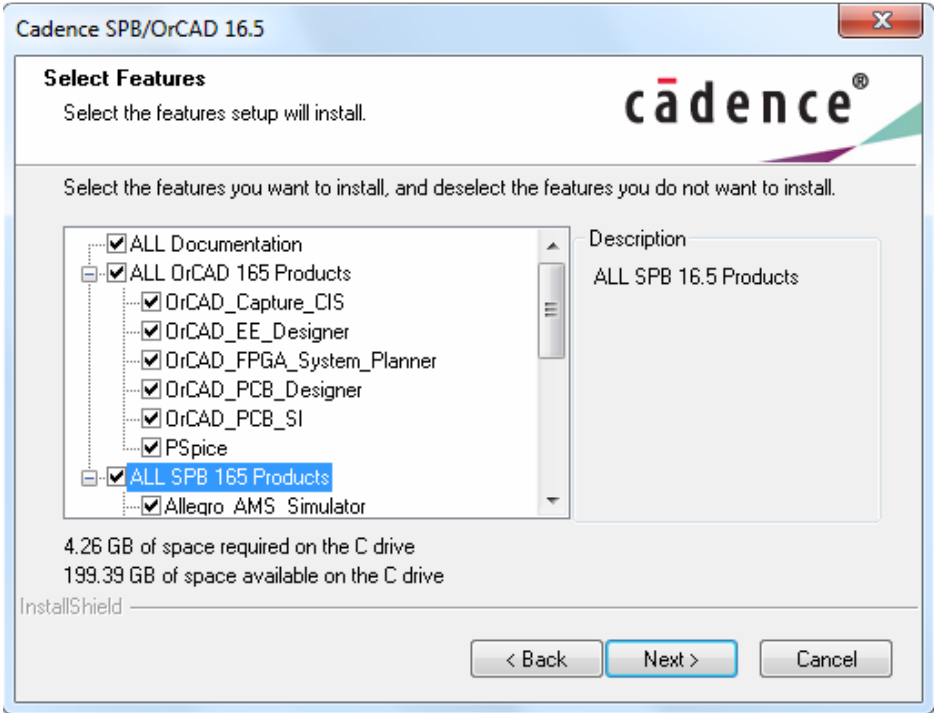 Cadence SPB/OrCAD 16.5
Select Features
Select the features setup will install.
cādence®
Select the features you want to install, and deselect the features you do not want to install.
ALL Documentation
ALL OrCAD 165 Products
OrCAD_Capture_CIS
OrCAD_EE_Designer
OrCAD_FPGA_System_Planner
OrCAD_PCB_Designer
OrCAD_PCB_SI
PSpice
ALL SPB 165 Products
Allegro_AMS_Simulator
Description
ALL SPB 16.5 Products
4.26 GB of space required on the C drive
199.39 GB of space available on the C drive
InstallShield
< Back
Next >
Cancel